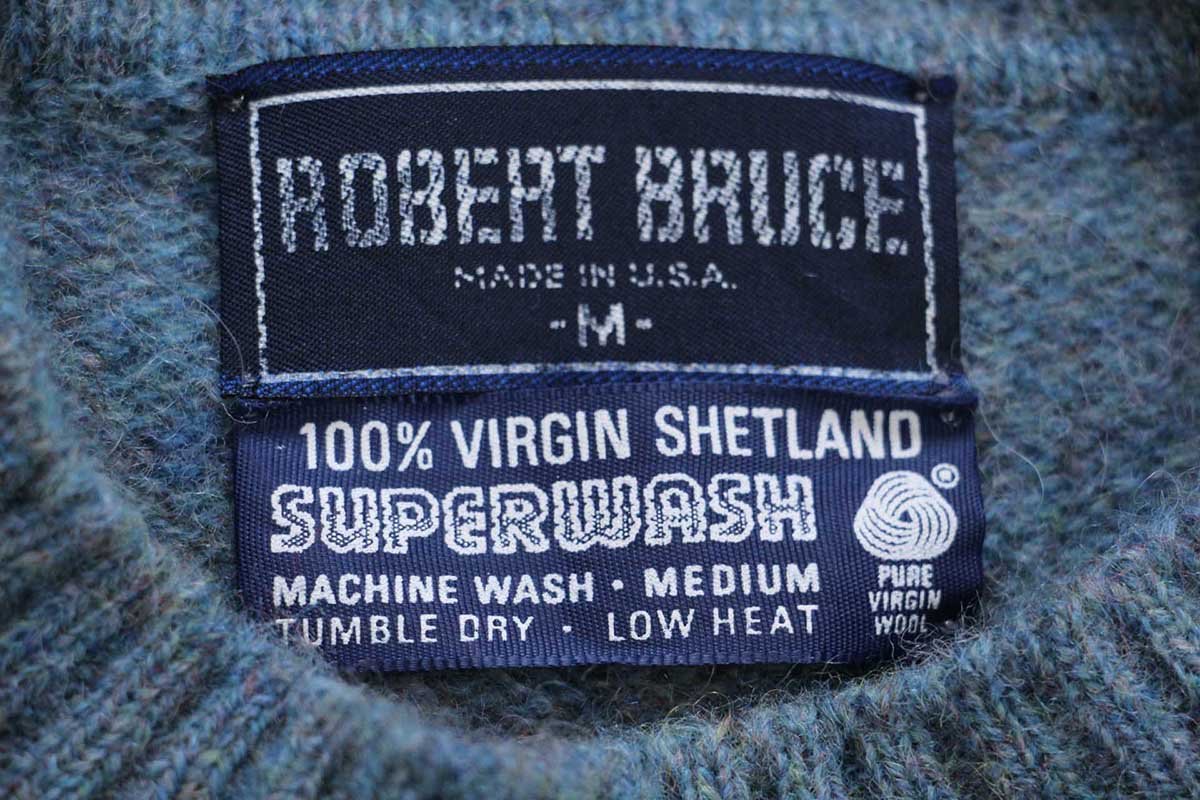 ROBERT BRUCE
MADE IN U.S.A.
-M-
100% VIRGIN SHETLAND
SUPERWASH
®
MACHINE WASH · MEDIUM
TUMBLE DRY · LOW HEAT
PURE
VIRGIN
WOOL